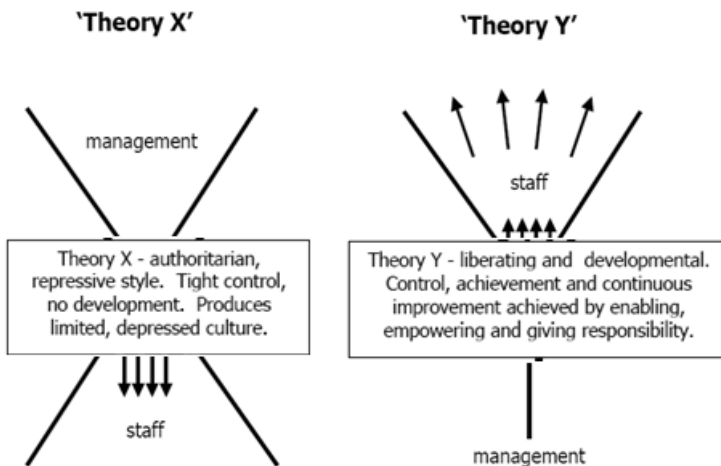 'Theory X'
management
Theory X - authoritarian,
repressive style. Tight control,
no development. Produces
limited, depressed culture.
staff
'Theory Y'
staff
Theory Y - liberating and developmental.
Control, achievement and continuous
improvement achieved by enabling,
empowering and giving responsibility.
management